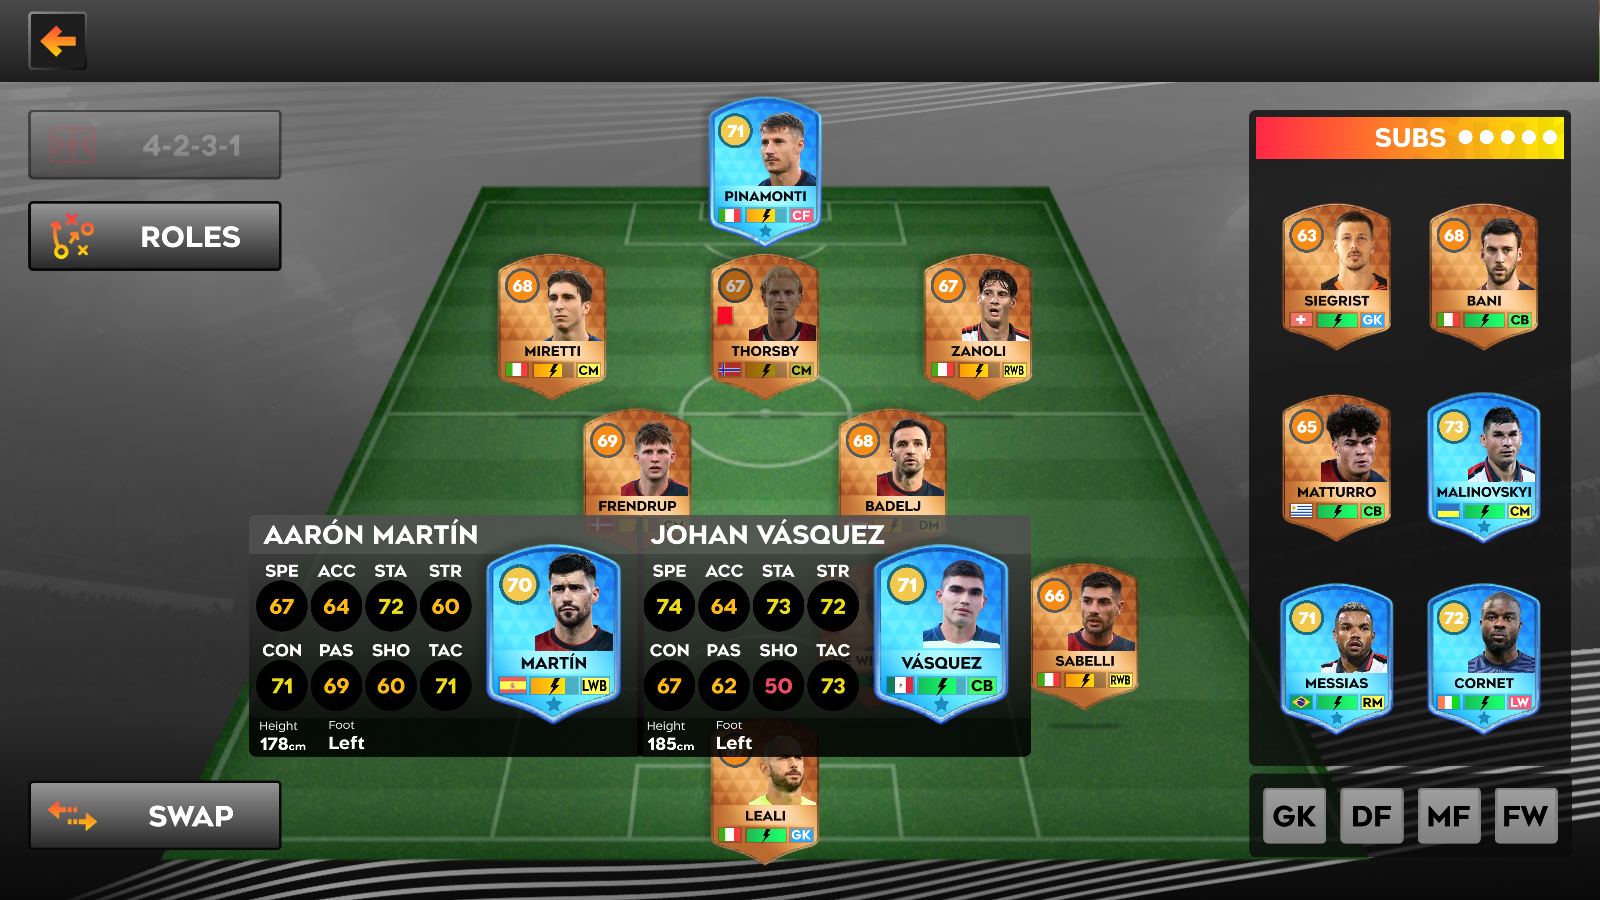 4-2-3-1
ROLES
SWAP
71
PINAMONTI
CF
68
MIRETTI
CM
67
THORSBY
CM
67
ZANOLI
RWB
69
FRENDRUP
CM
68
BADELJ
DM
AARÓN MARTÍN
SPE ACC STA STR
67 64 72 60
CON PAS SHO TAC
71 69 60 71
Height Foot
178cm Left
70
MARTÍN
LWB
JOHAN VÁSQUEZ
SPE ACC STA STR
74 64 73 72
CON PAS SHO TAC
67 62 50 73
Height Foot
185cm Left
71
VÁSQUEZ
CB
66
SABELLI
RWB
LEALI
GK
SUBS
63
SIEGRIST
GK
68
BANI
CB
65
MATTURRO
CB
73
MALINOVSKYI
CM
71
MESSIAS
RM
72
CORNET
LW
GK DF MF FW